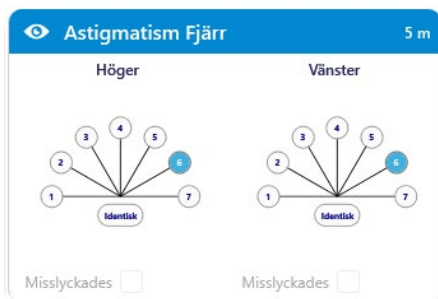 Astigmatism Fjärr 5 m
Höger Vänster
4 4
3 5 3 5
2 6 2 6
1 7 1 7
Identisk Identisk
Misslyckades Misslyckades